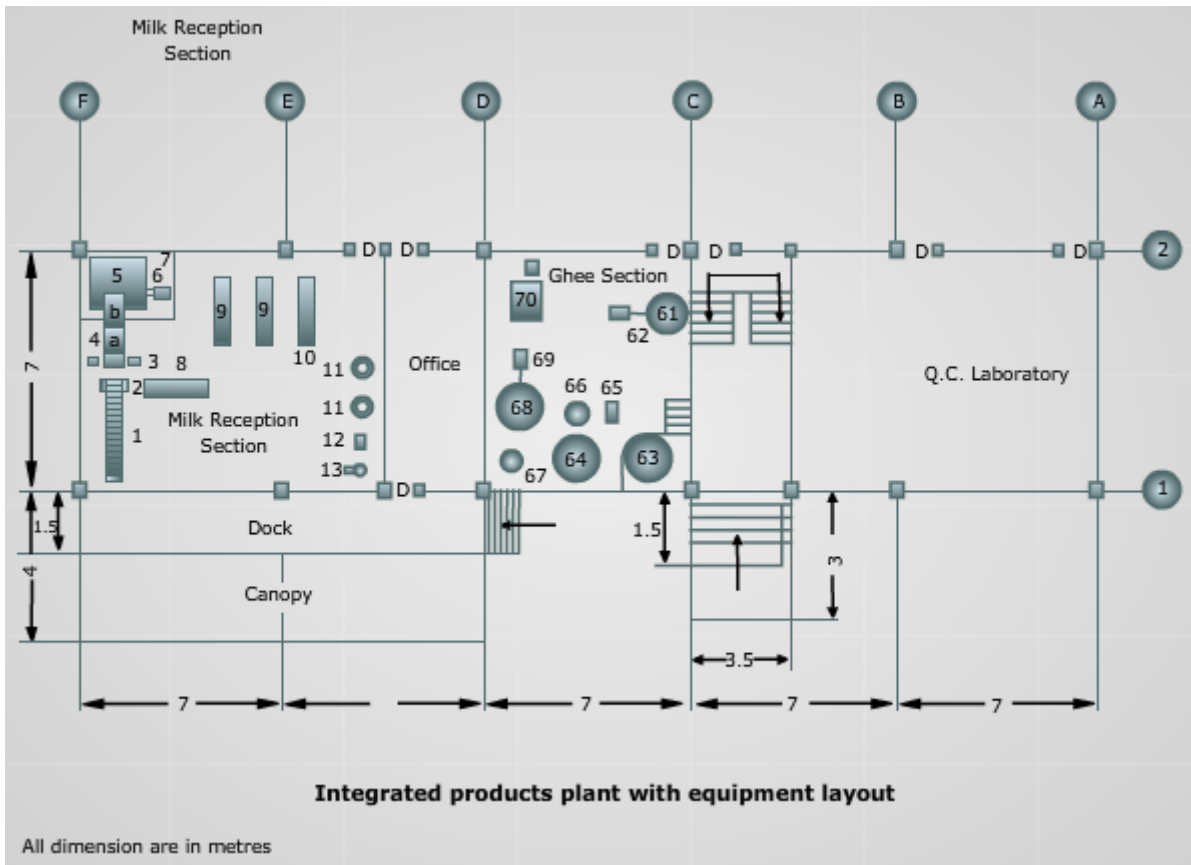 Milk Reception
Section
F E D C B A
D D D D D D 2
7
5 6
b
a
4 3 8
2
1
9 9 10
11
11
12
13
Milk Reception
Section
Office
Ghee Section
70
61
62
69
68
66 65
67
64
63
Q.C. Laboratory
7
D
1
1.5
Dock
4
Canopy
1.5
3
3.5
7 7 7 7
Integrated products plant with equipment layout
All dimension are in metres